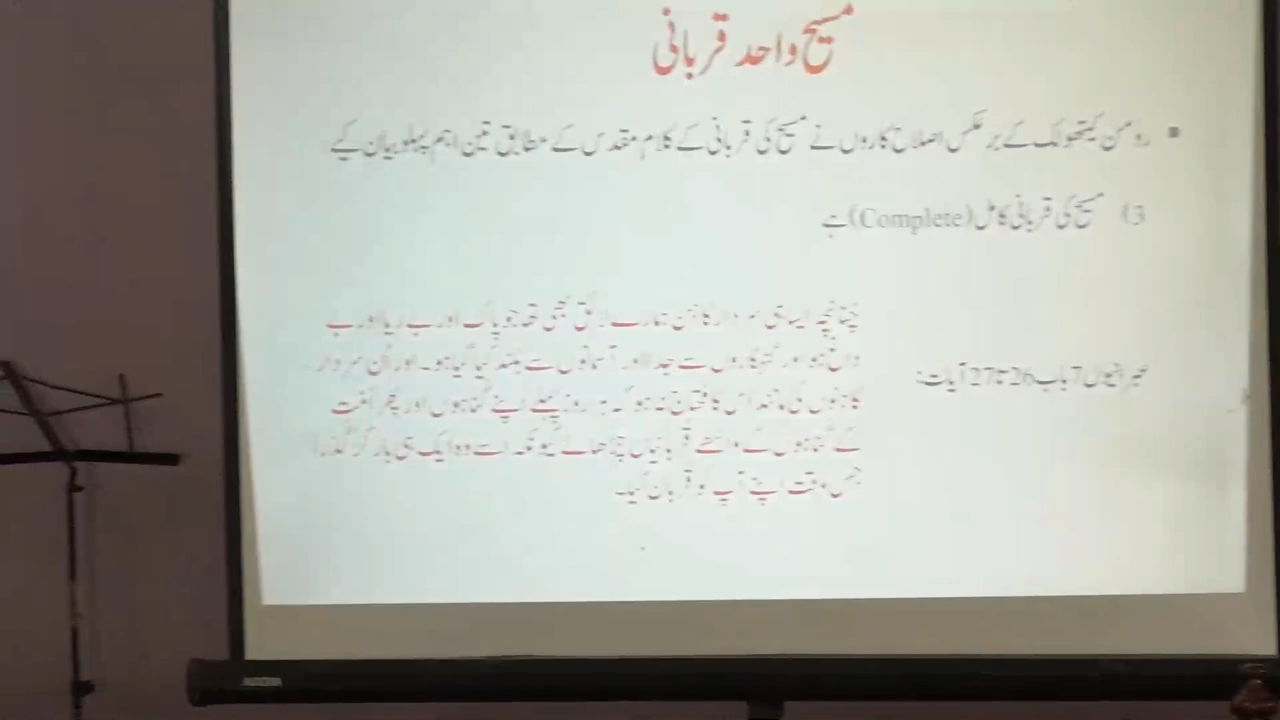 مسیح واحد قربانی
▪ رومن کیتھولک کے برعکس اصلاح کاروں نے مسیح کی قربانی کے کلام مقدس کے مطابق تین اہم پہلو بیان کیے
3) مسیح کی قربانی کامل (Complete) ہے
عبرانیوں 7 باب 26 تا 27 آیات:
چنانچہ ایسا ہی سردار کاہن ہمارے لائق بھی تھا جو پاک اور بے ریا اور بے
داغ ہو اور گنہگاروں سے جدا اور آسمانوں سے بلند کیا گیا ہو۔ اور اُن سردار
کاہنوں کی مانند اس کا محتاج نہ ہو کہ ہر روز پہلے اپنے گناہوں اور پھر اُمت
کے گناہوں کے واسطے قربانیاں چڑھائے کیونکہ اسے وہ ایک ہی بار کر گذرا
جس وقت اپنے آپ کو قربان کیا۔